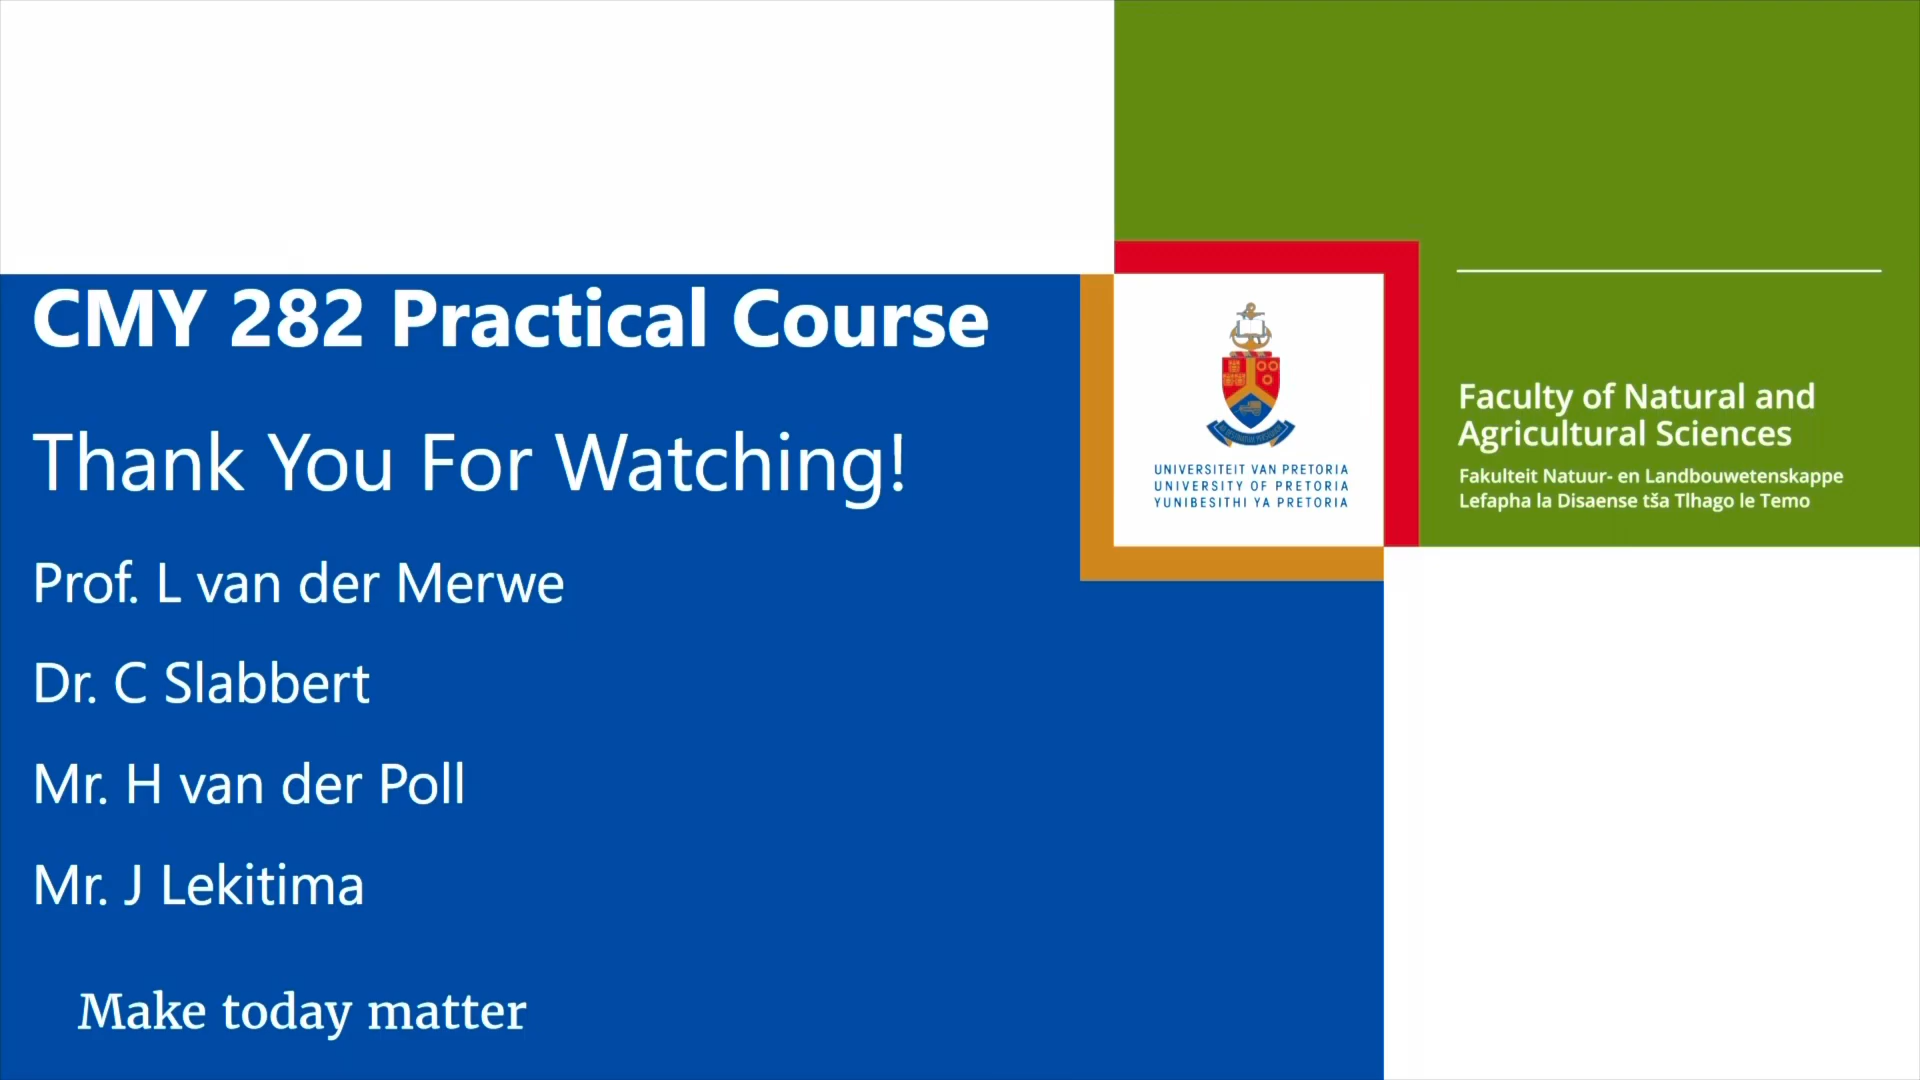 CMY 282 Practical Course
Thank You For Watching!
Prof. L van der Merwe
Dr. C Slabbert
Mr. H van der Poll
Mr. J Lekitima
Make today matter
UNIVERSITEIT VAN PRETORIA
UNIVERSITY OF PRETORIA
YUNIBESITHI YA PRETORIA
Faculty of Natural and
Agricultural Sciences
Fakulteit Natuur- en Landbouwetenskappe
Lefapha la Disaense tša Tlhago le Temo